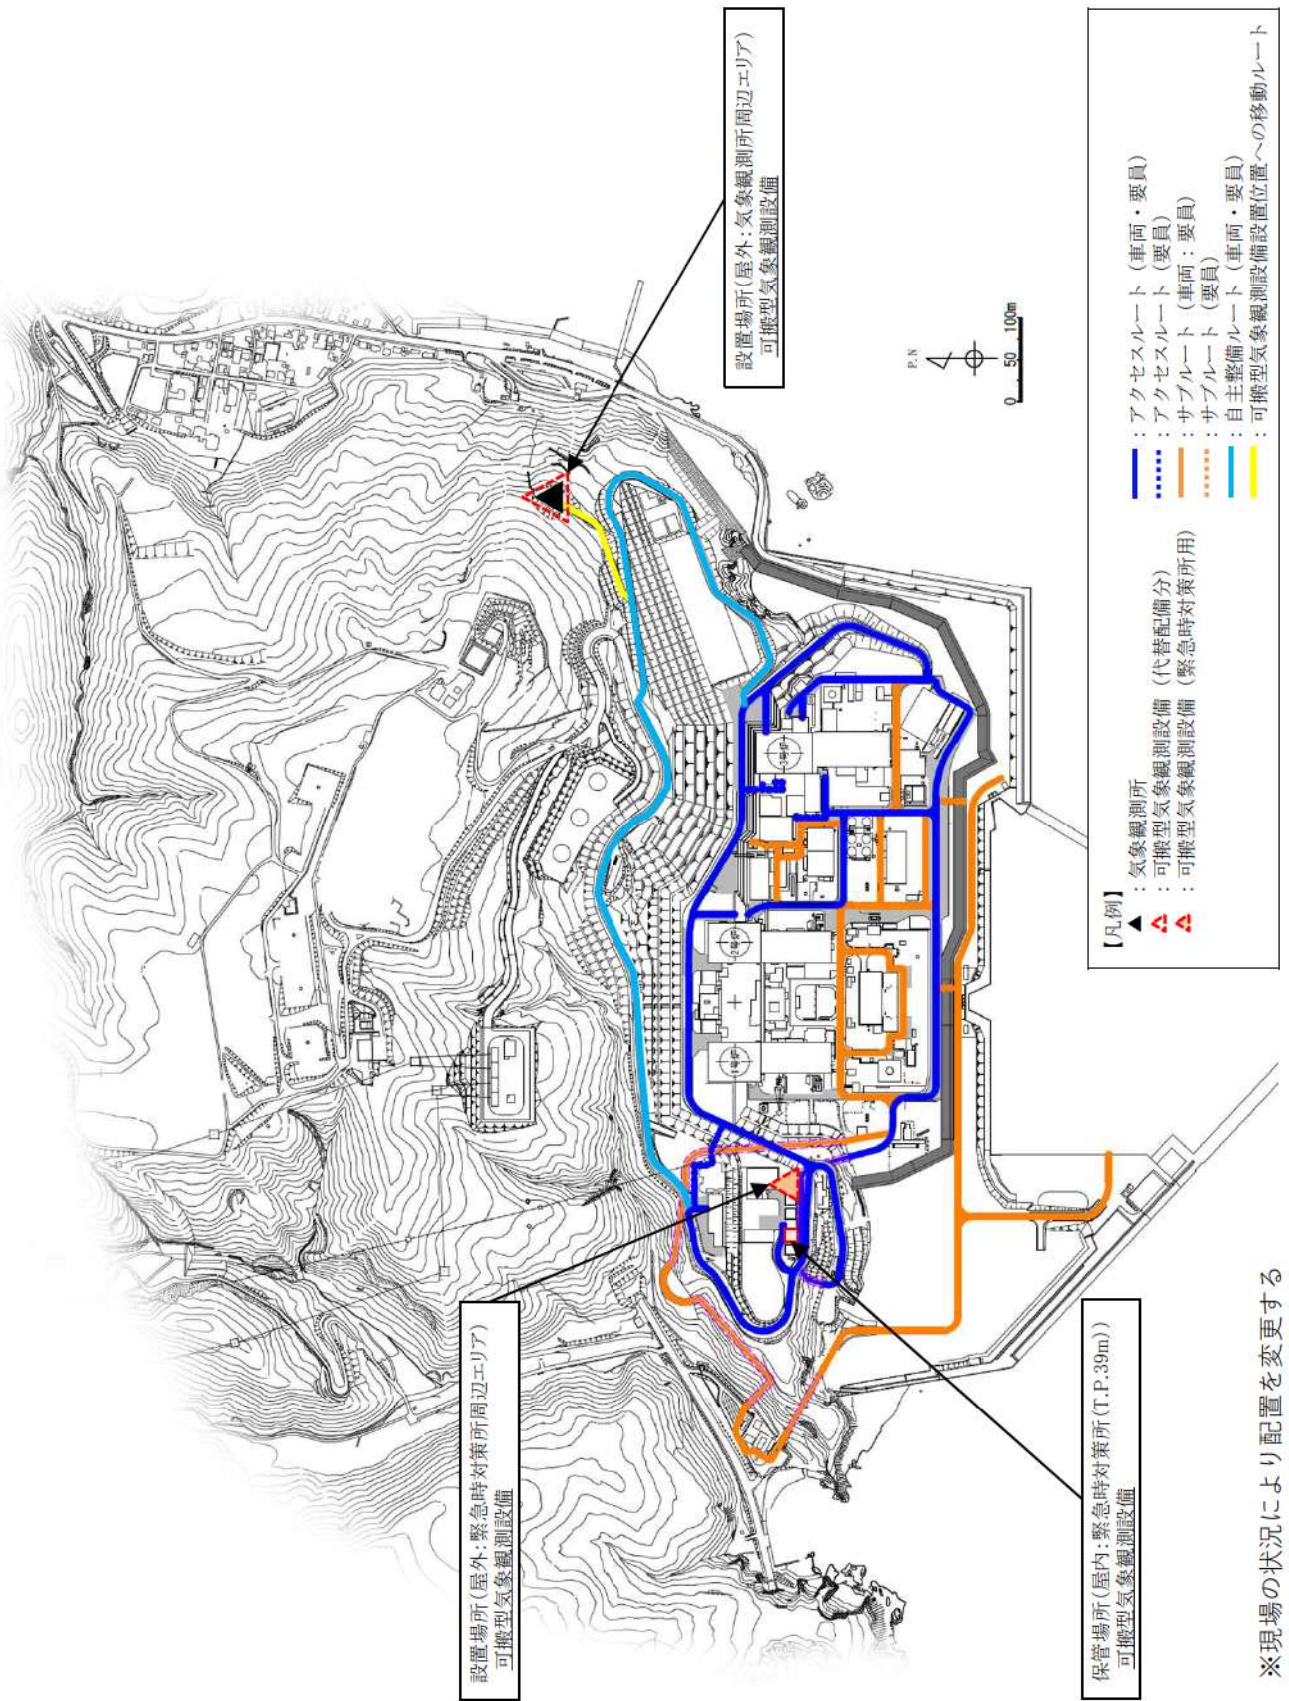 設置場所(屋外:緊急時対策所周辺エリア)
可搬型気象観測設備
設置場所(屋外:気象観測所周辺エリア)
可搬型気象観測設備
保管場所(屋内:緊急時対策所(T.P.39m))
可搬型気象観測設備
1号炉
2号炉
3号炉
P.N
0 50 100m
【凡例】
:気象観測所
:可搬型気象観測設備(代替配備分)
:可搬型気象観測設備(緊急時対策所用)
:アクセスルート(車両・要員)
:アクセスルート(要員)
:サブルート(車両:要員)
:サブルート(要員)
:自主整備ルート(車両・要員)
:可搬型気象観測設備設置位置への移動ルート
※現場の状況により配置を変更する